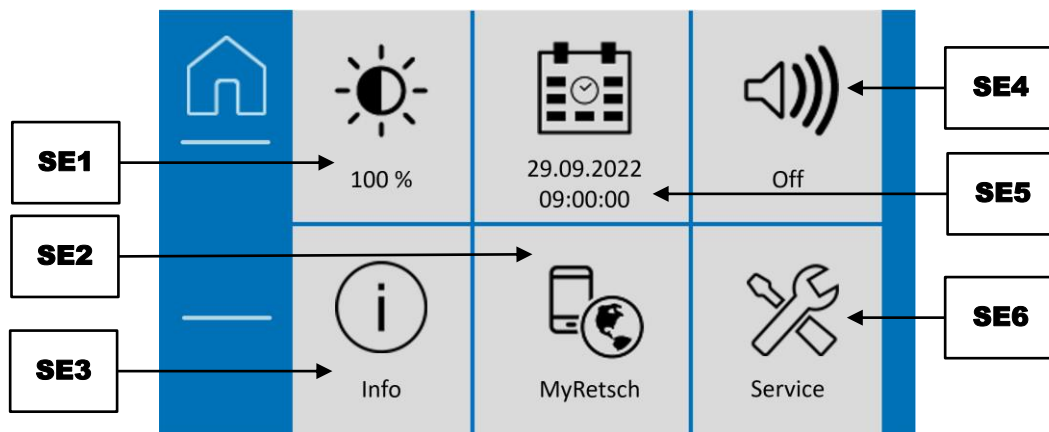 SE1
SE2
SE3
100 %
29.09.2022
09:00:00
Off
i
Info
MyRetsch
Service
SE4
SE5
SE6